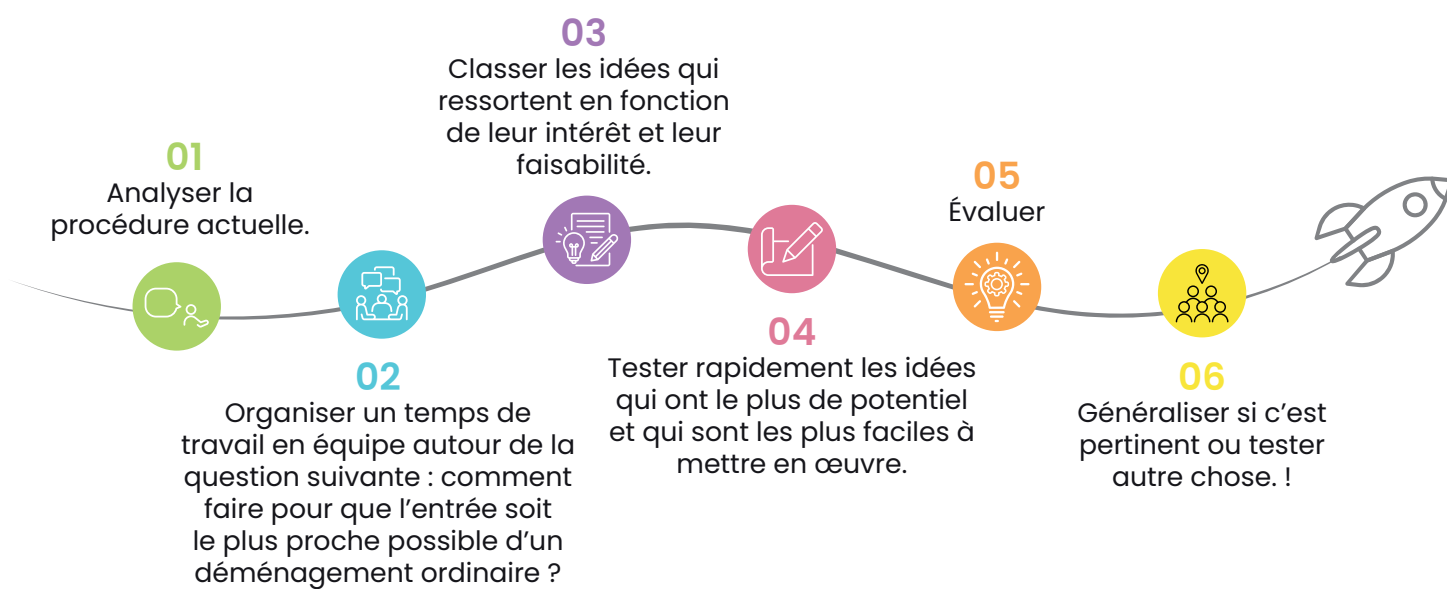 01
Analyser la
procédure actuelle.
02
Organiser un temps de
travail en équipe autour de la
question suivante : comment
faire pour que l'entrée soit
le plus proche possible d'un
déménagement ordinaire ?
03
Classer les idées qui
ressortent en fonction
de leur intérêt et leur
faisabilité.
04
Tester rapidement les idées
qui ont le plus de potentiel
et qui sont les plus faciles à
mettre en œuvre.
05
Évaluer
06
Généraliser si c'est
pertinent ou tester
autre chose. !